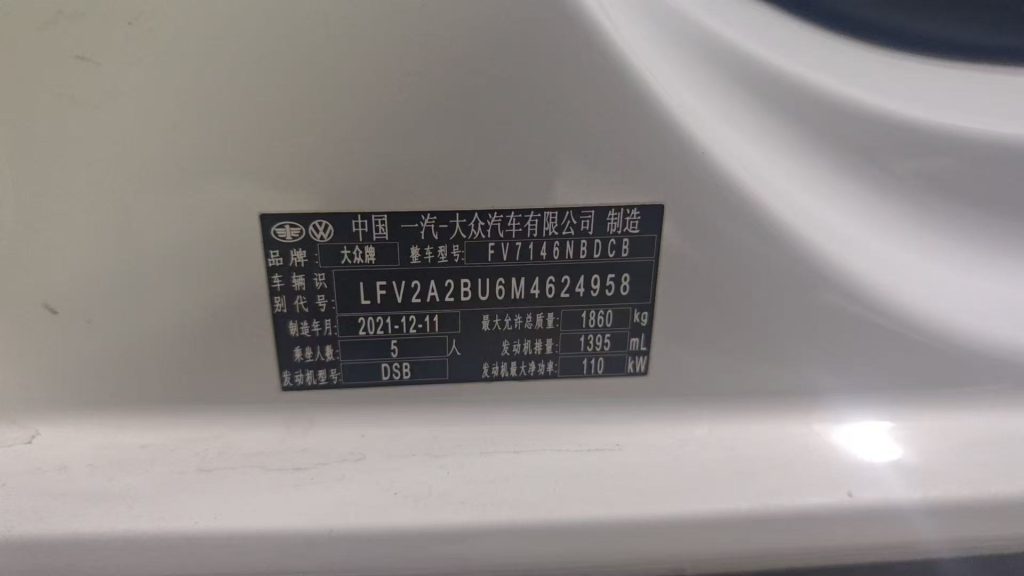 中国 一汽-大众汽车有限公司 制造
品牌: 大众牌 整车型号: FV7146NBDCB
车辆识别代号: LFV2A2BU6M4624958
制造年月: 2021-12-11 最大允许总质量: 1860 kg
乘坐人数: 5 人 发动机排量: 1395 mL
发动机型号: DSB 发动机最大净功率: 110 kW